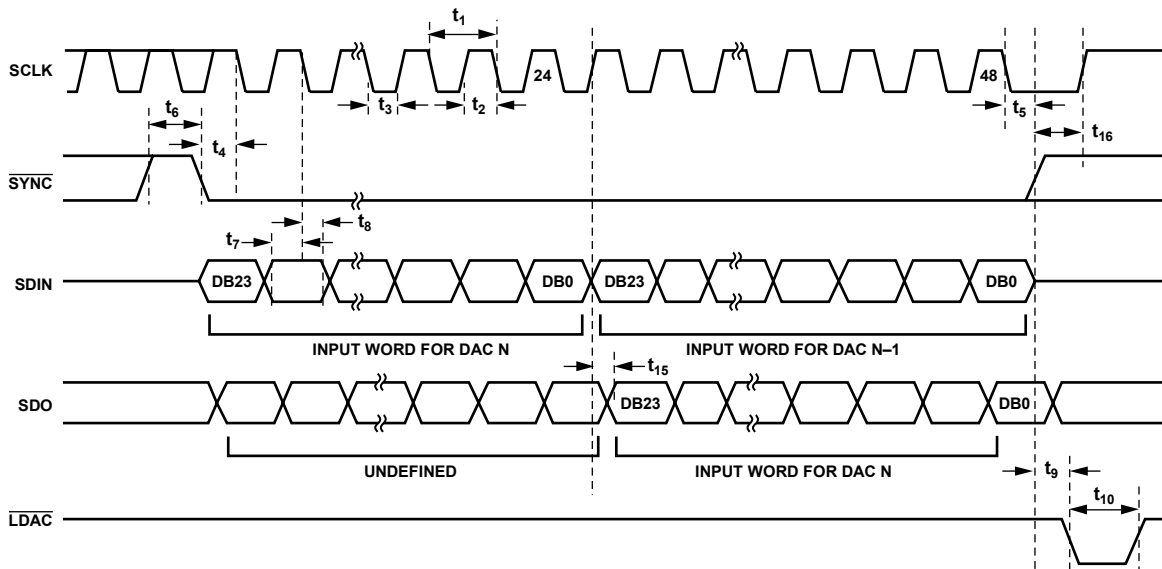 t1
SCLK
24
48
t3
t2
t5
t6
t16
t4
SYNC
t8
t7
SDIN
DB23
DB0
DB23
DB0
INPUT WORD FOR DAC N
INPUT WORD FOR DAC N–1
t15
SDO
DB23
DB0
UNDEFINED
INPUT WORD FOR DAC N
t9
t10
LDAC